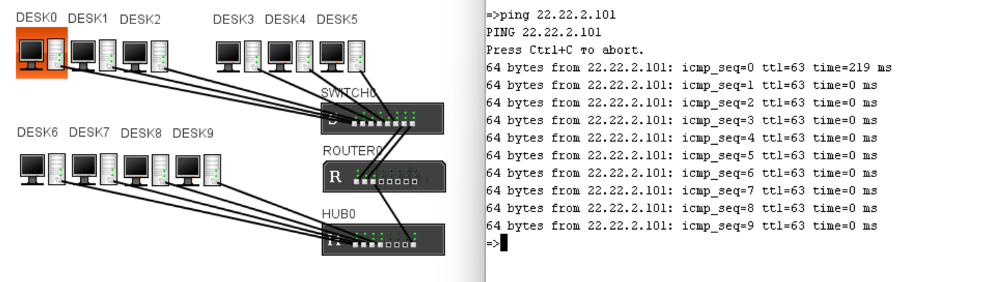 DESK0 DESK1 DESK2 DESK3 DESK4 DESK5
SWITCH0
S
DESK6 DESK7 DESK8 DESK9
ROUTER0
R
HUB0
H
=>ping 22.22.2.101
PING 22.22.2.101
Press Ctrl+C to abort.
64 bytes from 22.22.2.101: icmp_seq=0 ttl=63 time=219 ms
64 bytes from 22.22.2.101: icmp_seq=1 ttl=63 time=0 ms
64 bytes from 22.22.2.101: icmp_seq=2 ttl=63 time=0 ms
64 bytes from 22.22.2.101: icmp_seq=3 ttl=63 time=0 ms
64 bytes from 22.22.2.101: icmp_seq=4 ttl=63 time=0 ms
64 bytes from 22.22.2.101: icmp_seq=5 ttl=63 time=0 ms
64 bytes from 22.22.2.101: icmp_seq=6 ttl=63 time=0 ms
64 bytes from 22.22.2.101: icmp_seq=7 ttl=63 time=0 ms
64 bytes from 22.22.2.101: icmp_seq=8 ttl=63 time=0 ms
64 bytes from 22.22.2.101: icmp_seq=9 ttl=63 time=0 ms
=>